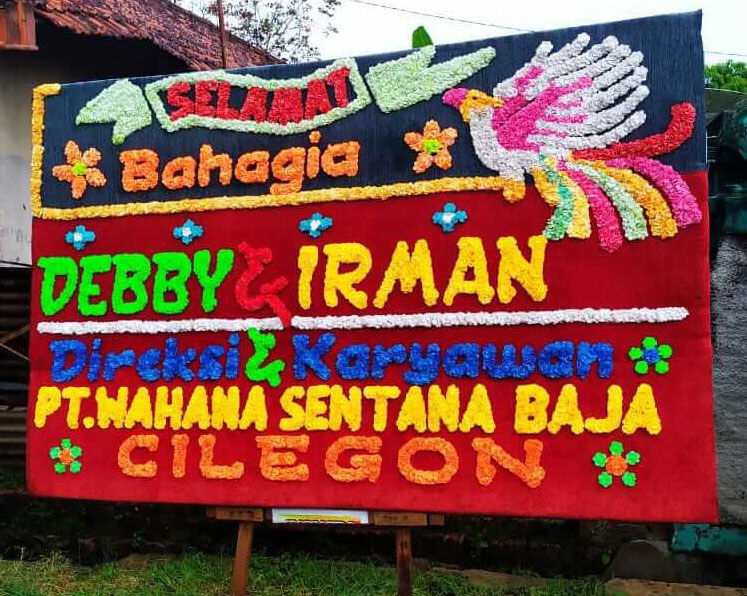 SELAMAT
Bahagia
DEBBY & IRMAN
Direksi & Karyawan
PT.WAHANA SENTANA BAJA
CILEGON